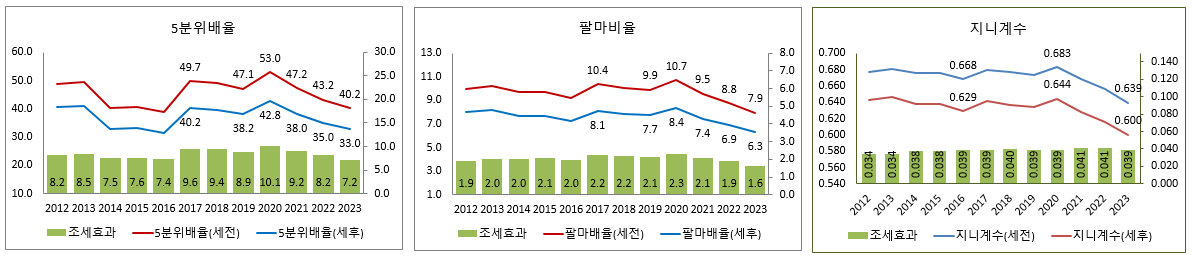 5분위배율
60.0
50.0
40.0
30.0
20.0
10.0
30.0
25.0
20.0
15.0
10.0
5.0
0.0
49.7 47.1 53.0 47.2 43.2 40.2
40.2 38.2 42.8 38.0 35.0 33.0
8.2 8.5 7.5 7.6 7.4 9.6 9.4 8.9 10.1 9.2 8.2 7.2
2012 2013 2014 2015 2016 2017 2018 2019 2020 2021 2022 2023
조세효과 5분위배율(세전) 5분위배율(세후)
팔마비율
13.0
11.0
9.0
7.0
5.0
3.0
1.0
8.0
7.0
6.0
5.0
4.0
3.0
2.0
1.0
0.0
10.4 9.9 10.7 9.5 8.8 7.9
8.1 7.7 8.4 7.4 6.9 6.3
1.9 2.0 2.0 2.1 2.0 2.2 2.2 2.1 2.3 2.1 1.9 1.6
2012 2013 2014 2015 2016 2017 2018 2019 2020 2021 2022 2023
조세효과 팔마배율(세전) 팔마배율(세후)
지니계수
0.700
0.680
0.660
0.640
0.620
0.600
0.580
0.560
0.540
0.140
0.120
0.100
0.080
0.060
0.040
0.020
0.000
0.668 0.683 0.639
0.629 0.644 0.600
0.034 0.034 0.038 0.038 0.039 0.039 0.040 0.039 0.039 0.041 0.041 0.039
2012 2013 2014 2015 2016 2017 2018 2019 2020 2021 2022 2023
조세효과 지니계수(세전) 지니계수(세후)